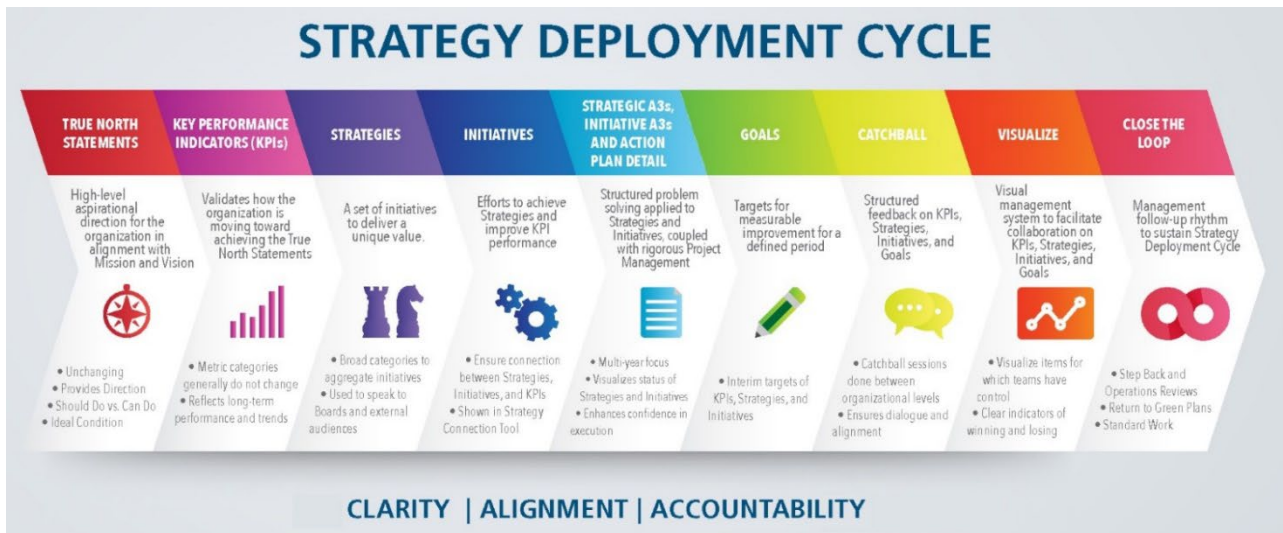 STRATEGY DEPLOYMENT CYCLE
TRUE NORTH
STATEMENTS
High-level
aspirational
direction for the
organization in
alignment with
Mission and Vision
• Unchanging
• Provides Direction
• Should Do vs. Can Do
• Ideal Condition
KEY PERFORMANCE
INDICATORS (KPIs)
Validates how the
organization is
moving toward
achieving the True
North Statements
• Metric categories
generally do not change
• Reflects long-term
performance and trends
STRATEGIES
A set of initiatives
to deliver a
unique value.
• Broad categories to
aggregate initiatives
• Used to speak to
Boards and external
audiences
INITIATIVES
Efforts to achieve
Strategies and
improve KPI
performance
• Ensure connection
between Strategies,
Initiatives, and KPIs
• Shown in Strategy
Connection Tool
STRATEGIC A3s,
INITIATIVE A3s
AND ACTION
PLAN DETAIL
Structured problem
solving applied to
Strategies and
Initiatives, coupled
with rigorous Project
Management
• Multi-year focus
• Visualizes status of
Strategies and Initiatives
• Enhances confidence in
execution
GOALS
Targets for
measurable
improvement for a
defined period
• Interim targets of
KPIs, Strategies, and
Initiatives
CATCHBALL
Structured
feedback on KPIs,
Strategies,
Initiatives, and
Goals
• Catchball sessions
done between
organizational levels
• Ensures dialogue and
alignment
VISUALIZE
Visual
management
system to facilitate
collaboration on
KPIs, Strategies,
Initiatives, and
Goals
• Visualize items for
which teams have
control
• Clear indicators of
winning and losing
CLOSE THE
LOOP
Management
follow-up rhythm
to sustain Strategy
Deployment Cycle
• Step Back and
Operations Reviews
• Return to Green Plans
• Standard Work
CLARITY | ALIGNMENT | ACCOUNTABILITY